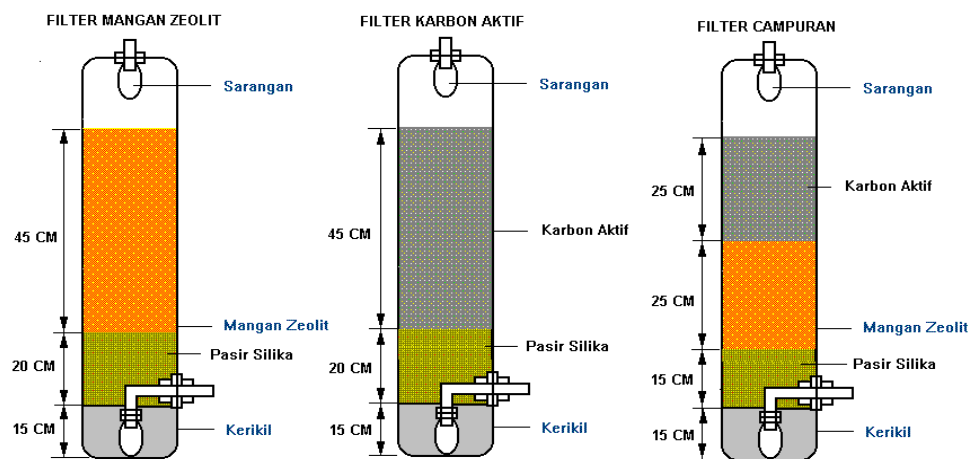 FILTER MANGAN ZEOLIT
Sarangan
45 CM
Mangan Zeolit
Pasir Silika
20 CM
15 CM
Kerikil
FILTER KARBON AKTIF
Sarangan
45 CM
Karbon Aktif
Pasir Silika
20 CM
15 CM
Kerikil
FILTER CAMPURAN
Sarangan
25 CM
Karbon Aktif
25 CM
Mangan Zeolit
Pasir Silika
15 CM
15 CM
Kerikil